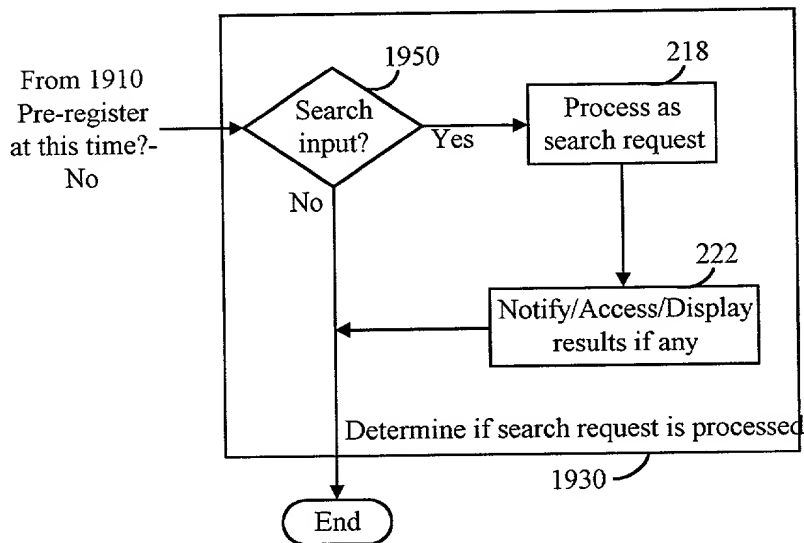 From 1910
Pre-register
at this time?-
No
1950
Search
input?
Yes
No
218
Process as
search request
222
Notify/Access/Display
results if any
Determine if search request is processed
1930
End